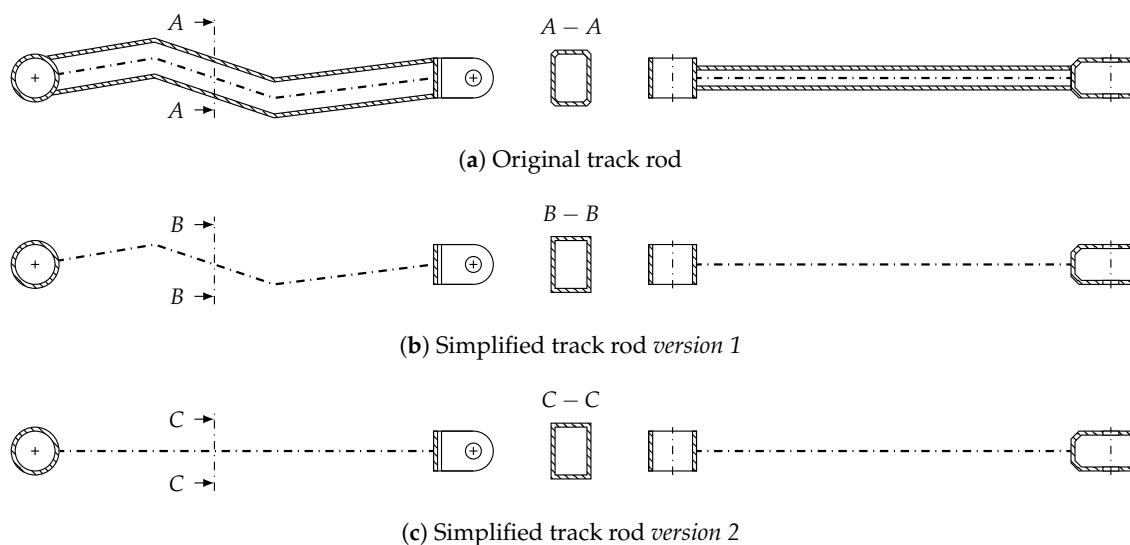 A A − A
A
(a) Original track rod
B B − B
B
(b) Simplified track rod version 1
C C − C
C
(c) Simplified track rod version 2